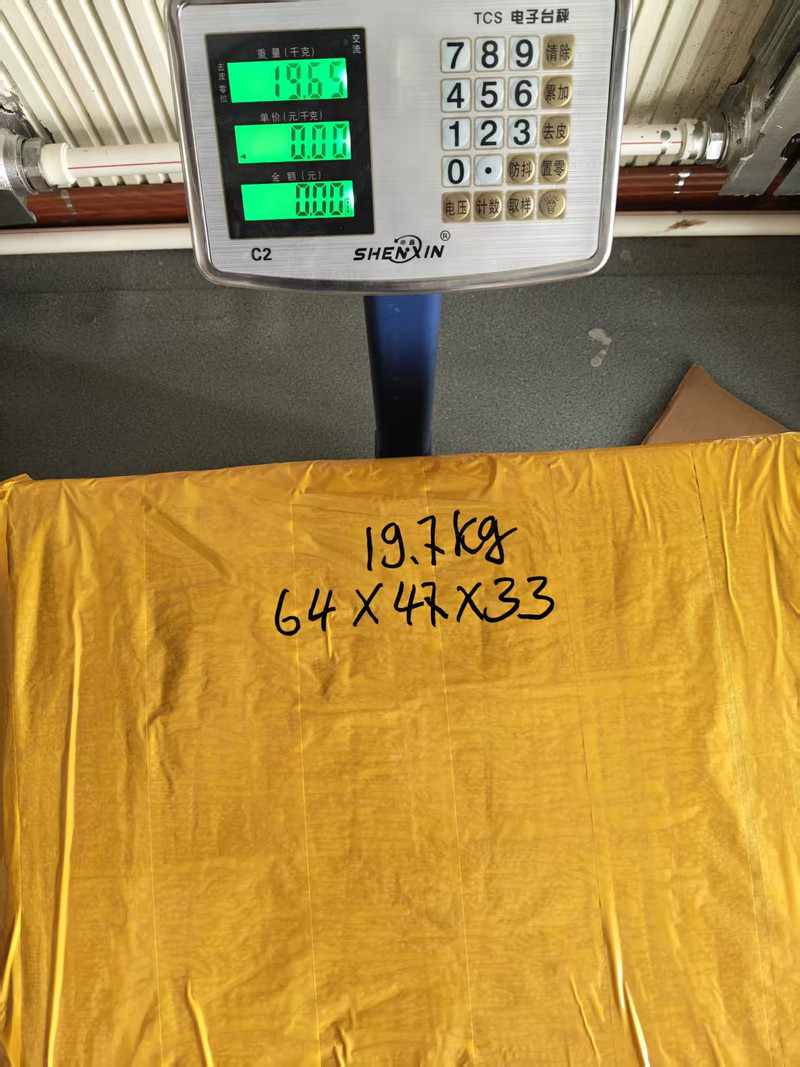 TCS 电子台秤
交流
重量(千克)
去皮 零位
19.65
单价(元/千克)
0.00
金额(元)
0.00
7 8 9 清除
4 5 6 累加
1 2 3 去皮
0 · 防抖 置零
电压 计数 取样
C2
SHENXIN®
19.7kg
64X47X33